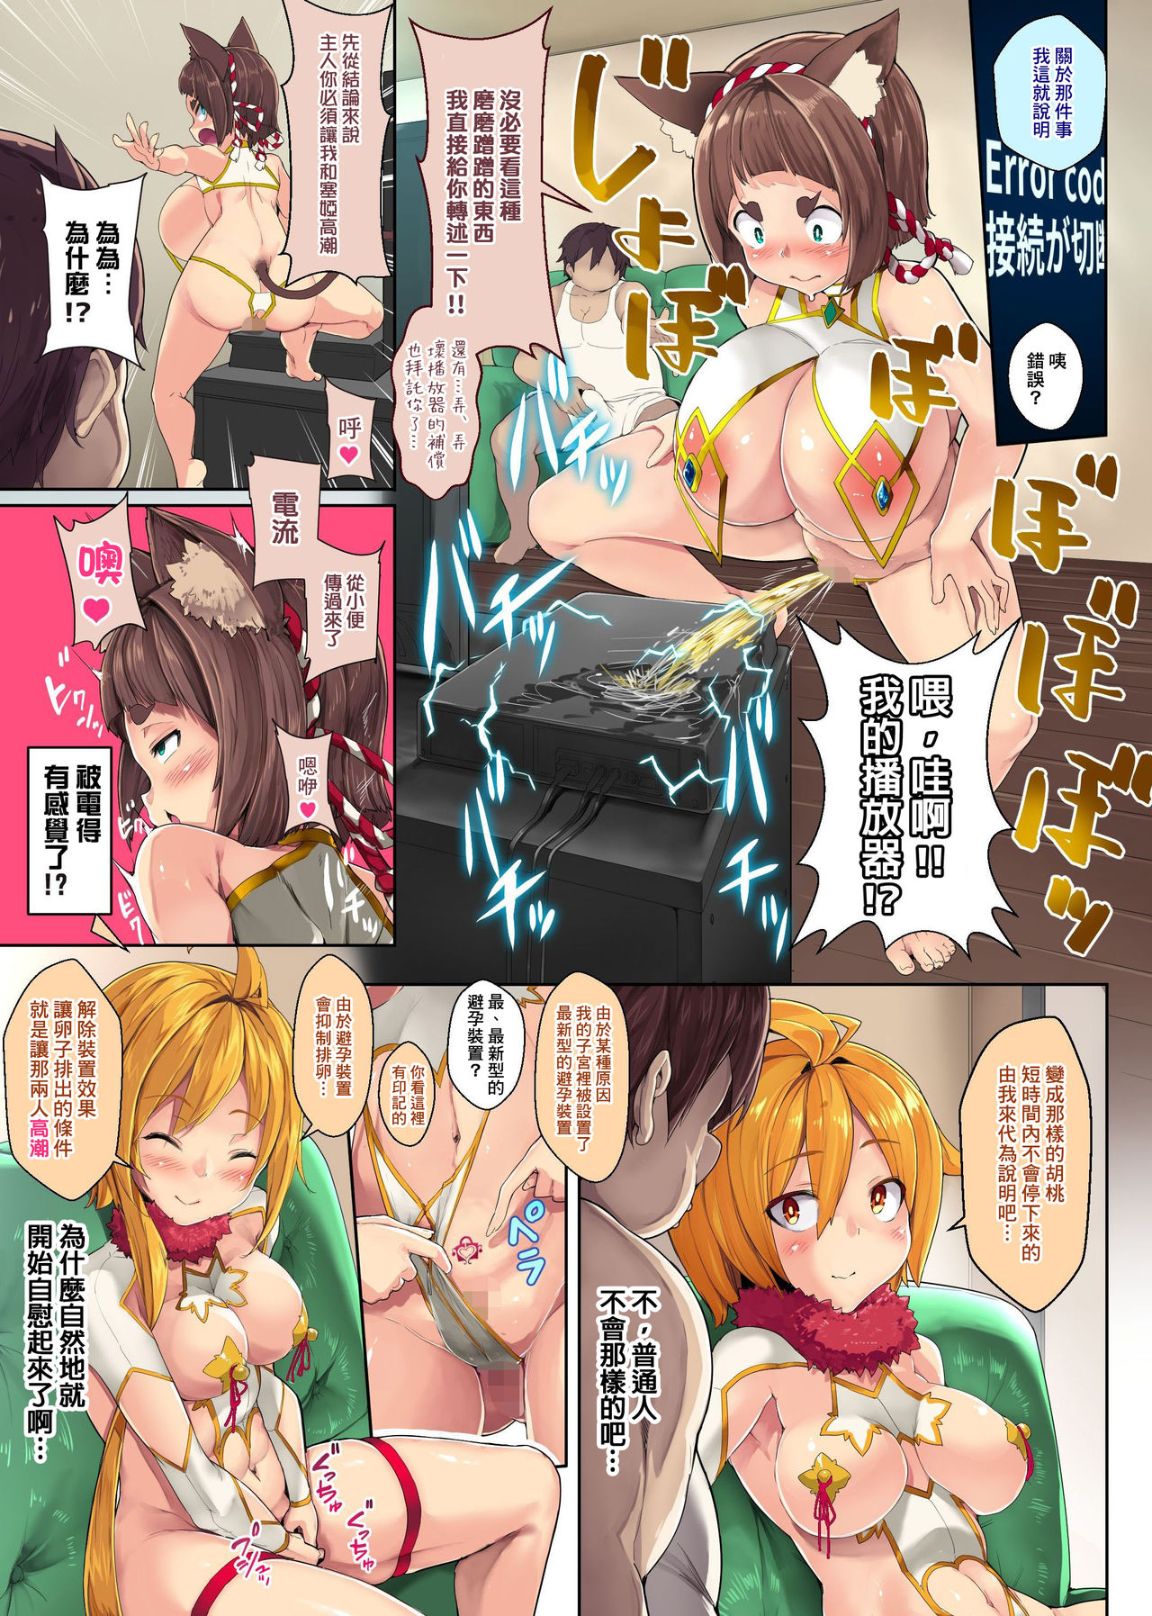 關於那件事
我這就說明
Error cod
接続が切断
咦
錯誤？
じょぼぼぼぼぼぼッ
沒必要看這種
磨磨蹭蹭的東西
我直接給你轉述一下!!
還有…弄、弄
壞播放器的補償
也拜託你了…
バチッ
バチッ
バチッ
バチッ
喂，哇啊!!
我的播放器!?
先從結論來說
主人你必須讓我和塞婭高潮
為為…
為什麼!?
呼♥
電流
從小便
傳過來了
噢♥
嗯咿♥
ビクッ
ビクッ
被電得
有感覺了!?
變成那樣的胡桃
短時間內不會停下來的
由我來代為說明吧…
不，普通人
不會那樣的吧…
由於某種原因
我的子宮裡被設置了
最新型的避孕裝置
最、最新型的
避孕裝置？
你看這裡
有印記的
ペラ
由於避孕裝置
會抑制排卵…
解除裝置效果
讓卵子排出的條件
就是讓那兩人高潮
為什麼自然地就
開始自慰起來了啊…
くっちゅ
くっちゅ